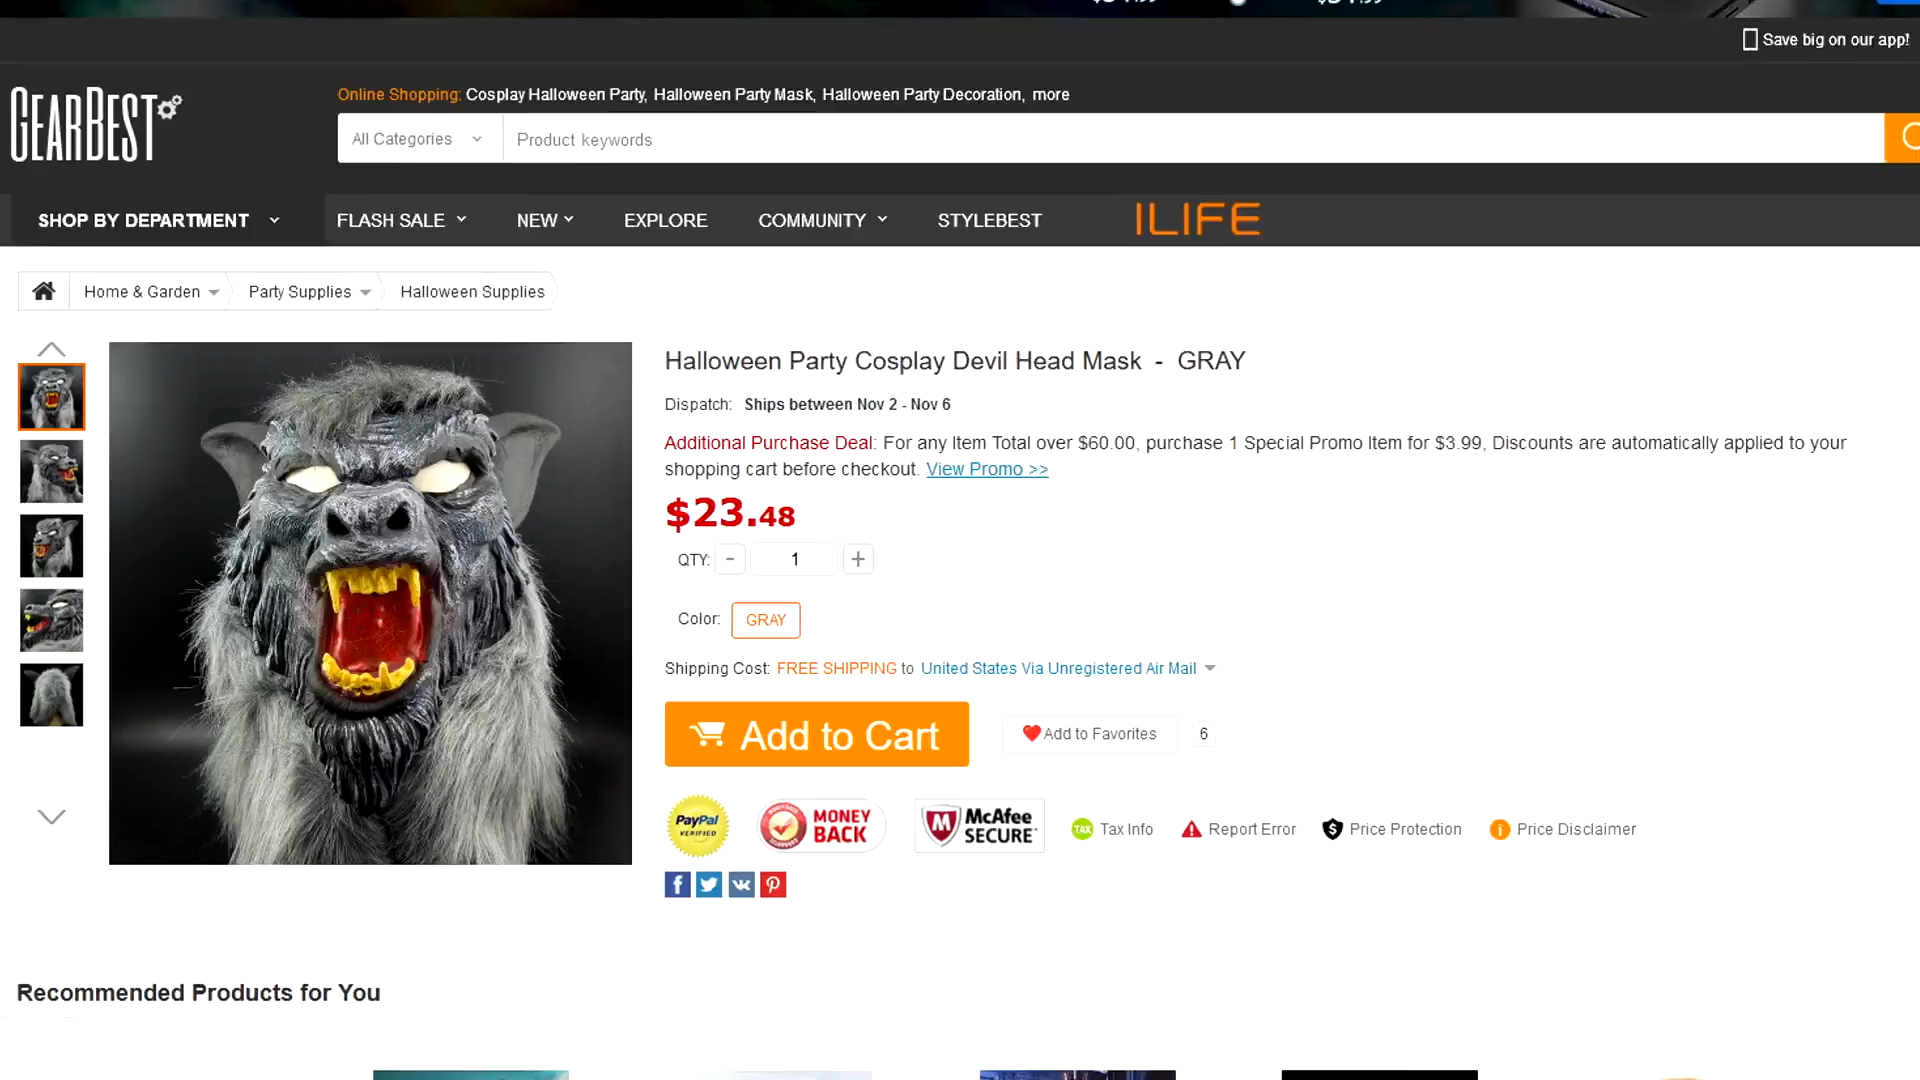 Save big on our app!
GEARBEST
Online Shopping: Cosplay Halloween Party, Halloween Party Mask, Halloween Party Decoration, more
All Categories
Product keywords
SHOP BY DEPARTMENT
FLASH SALE
NEW
EXPLORE
COMMUNITY
STYLEBEST
ILIFE
Home & Garden
Party Supplies
Halloween Supplies
Halloween Party Cosplay Devil Head Mask - GRAY
Dispatch: Ships between Nov 2 - Nov 6
Additional Purchase Deal: For any Item Total over $60.00, purchase 1 Special Promo Item for $3.99, Discounts are automatically applied to your
shopping cart before checkout. View Promo >>
$23.48
QTY: - 1 +
Color: GRAY
Shipping Cost: FREE SHIPPING to United States Via Unregistered Air Mail
Add to Cart
Add to Favorites
6
PayPal
VERIFIED
MONEY
BACK
McAfee
SECURE
TAX Tax Info
Report Error
Price Protection
Price Disclaimer
Recommended Products for You